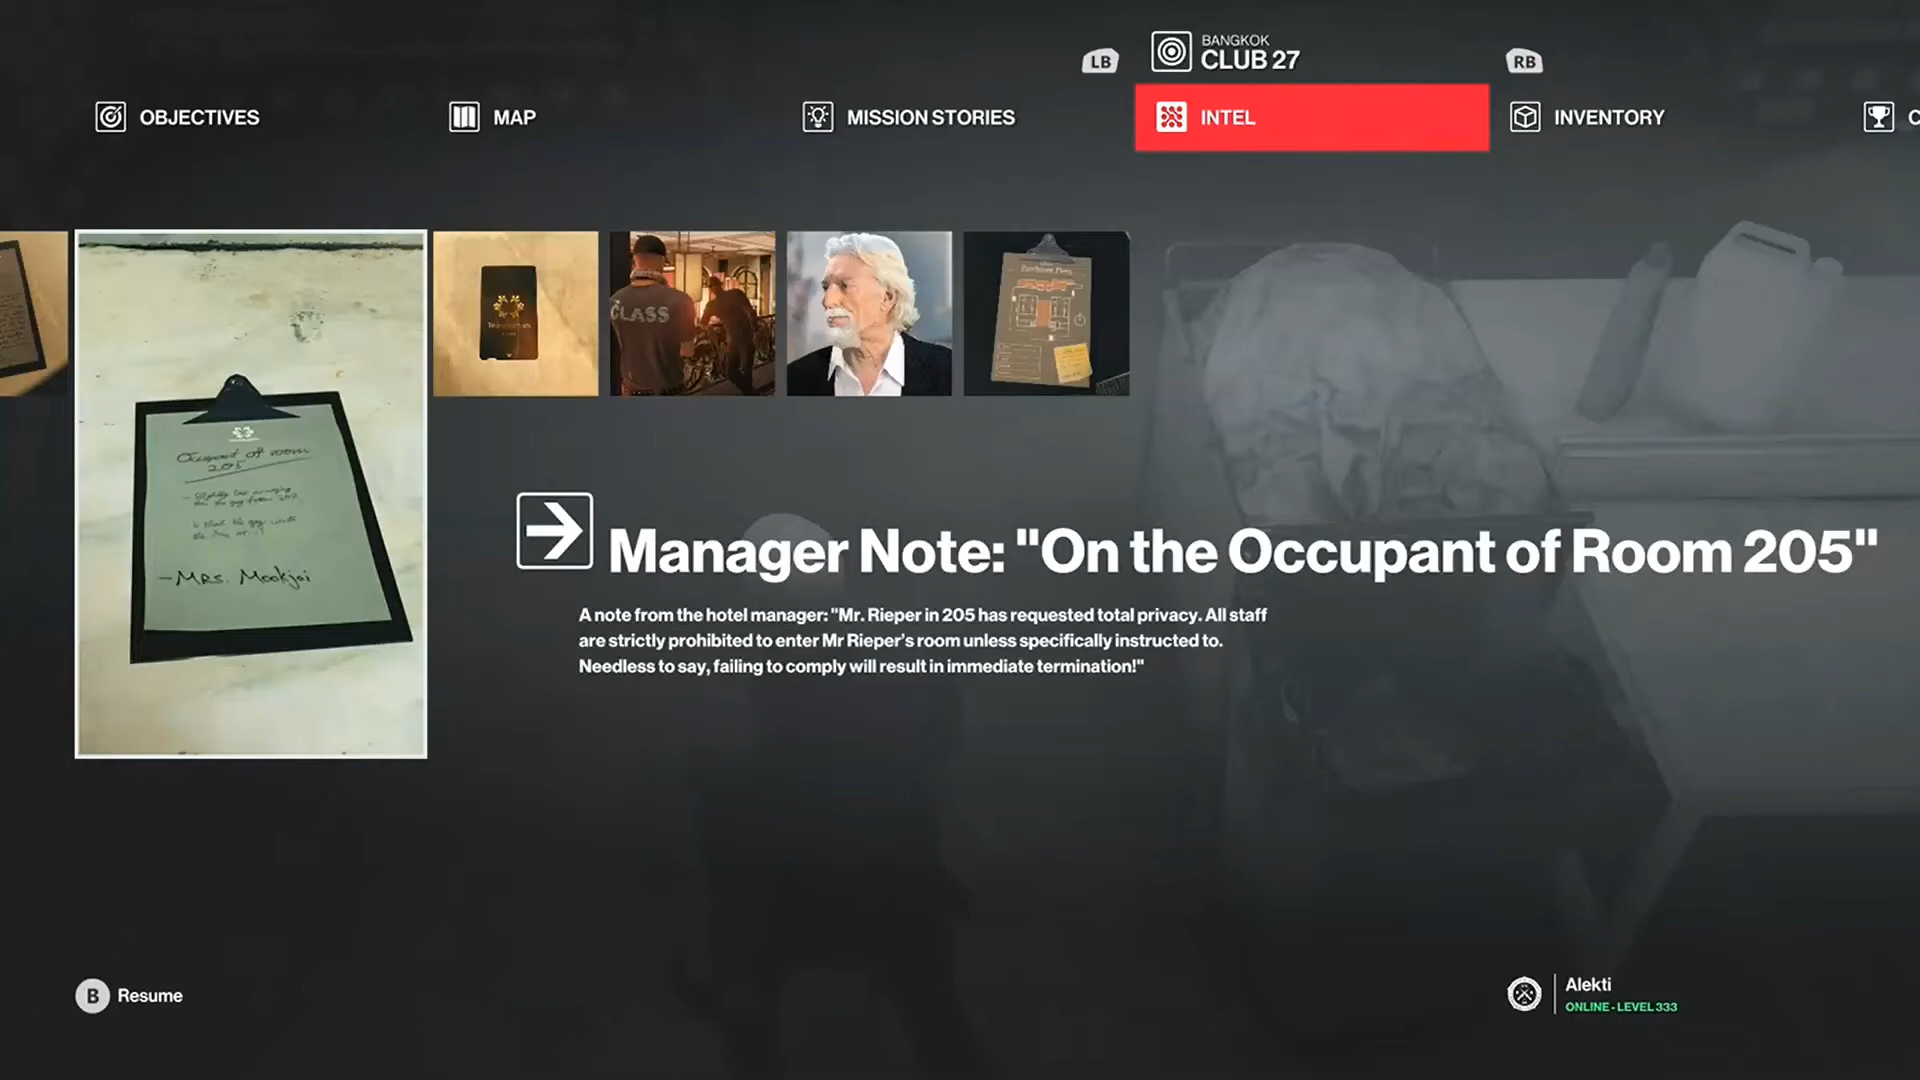 BANGKOK
LB
CLUB 27
RB
OBJECTIVES
MAP
MISSION STORIES
INTEL
INVENTORY
C
CLASS
Occupant of room
205
-MRS. Mookjai
Manager Note: "On the Occupant of Room 205"
A note from the hotel manager: "Mr. Rieper in 205 has requested total privacy. All staff
are strictly prohibited to enter Mr Rieper's room unless specifically instructed to.
Needless to say, failing to comply will result in immediate termination!"
B Resume
Alekti
ONLINE - LEVEL 333